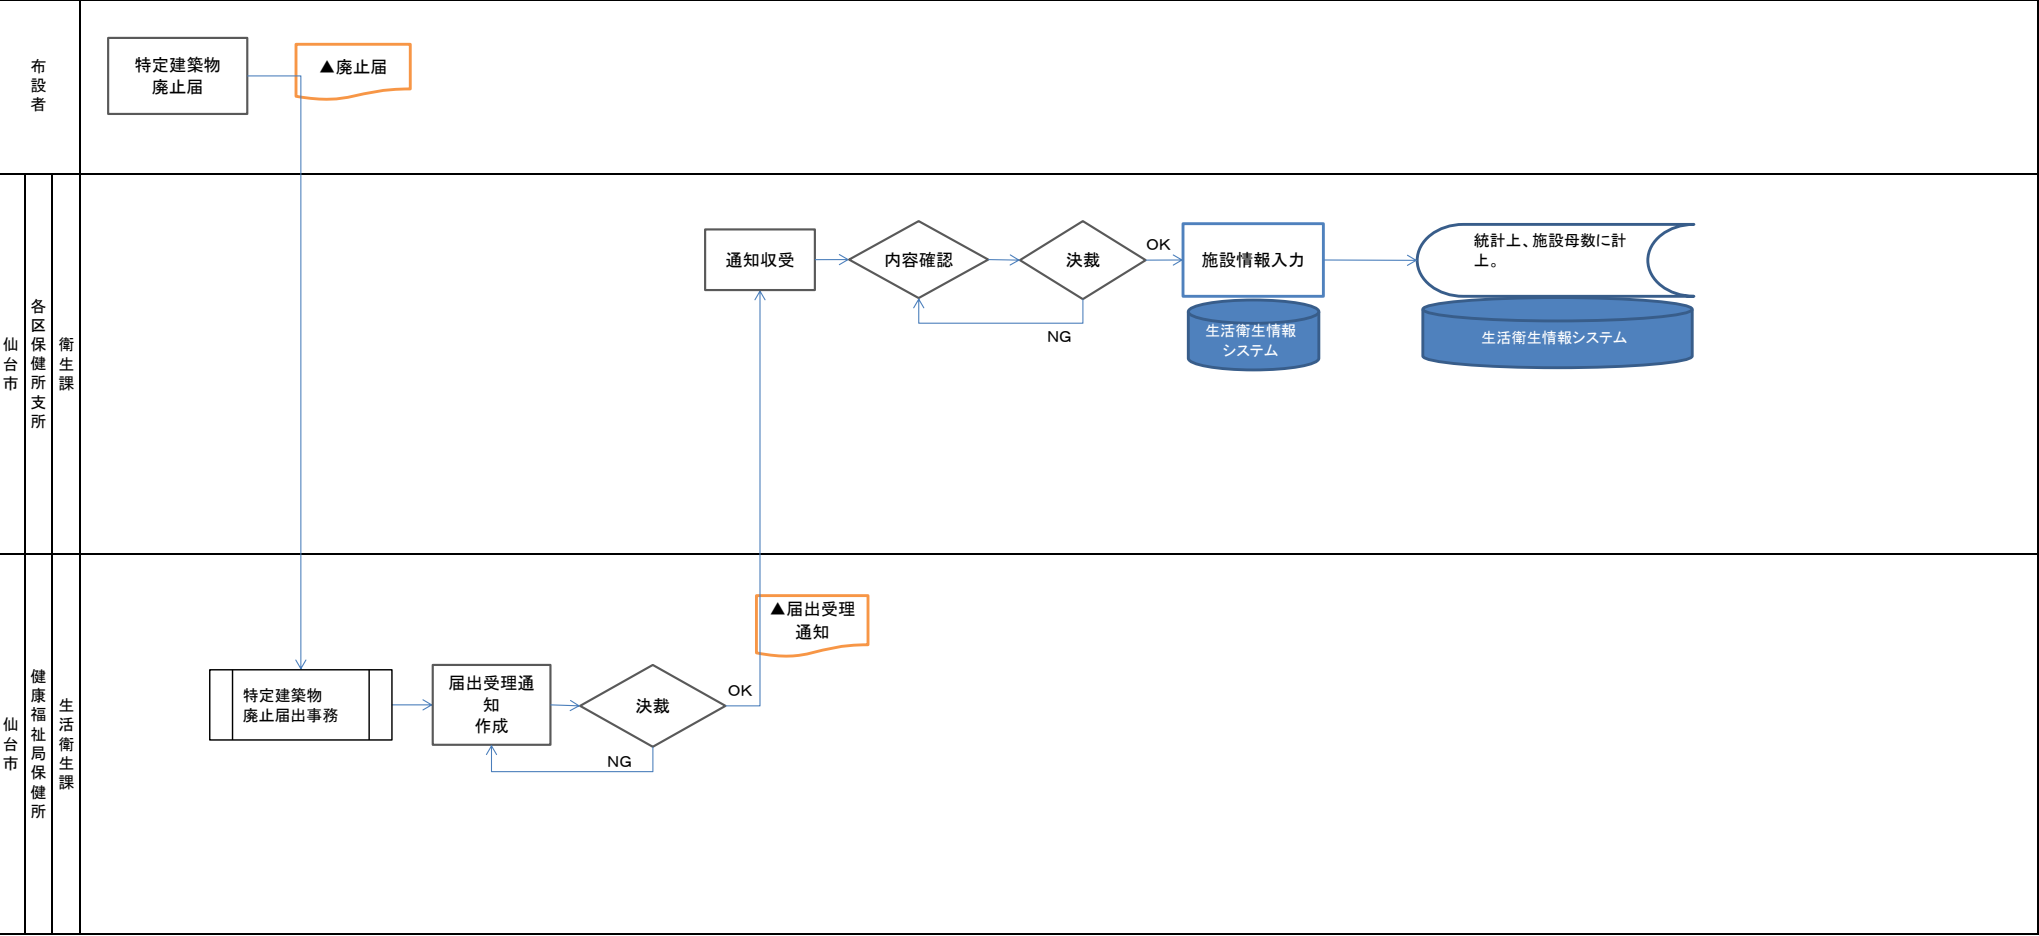 布設者
特定建築物
廃止届
▲廃止届
仙台市
各区保健所支所
衛生課
通知収受
内容確認
決裁
OK
NG
施設情報入力
生活衛生情報
システム
統計上、施設母数に計
上。
生活衛生情報システム
仙台市
健康福祉局保健所
生活衛生課
特定建築物
廃止届出事務
届出受理通
知
作成
決裁
OK
NG
▲届出受理
通知